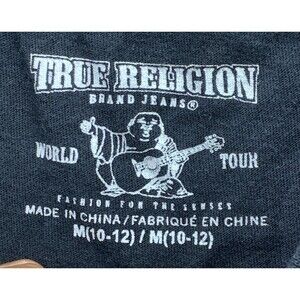 TRUE RELIGION
BRAND JEANS®
WORLD TOUR
FASHION FOR THE SENSES
MADE IN CHINA / FABRIQUÉ EN CHINE
M(10-12) / M(10-12)